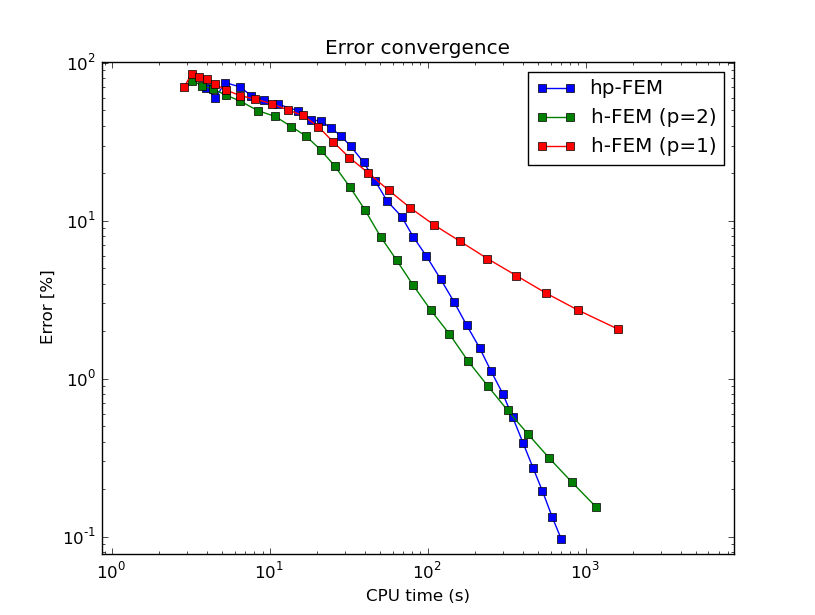 Error convergence
hp-FEM
h-FEM (p=2)
h-FEM (p=1)
10²
10¹
10⁰
10⁻¹
Error [%]
10⁰ 10¹ 10² 10³
CPU time (s)